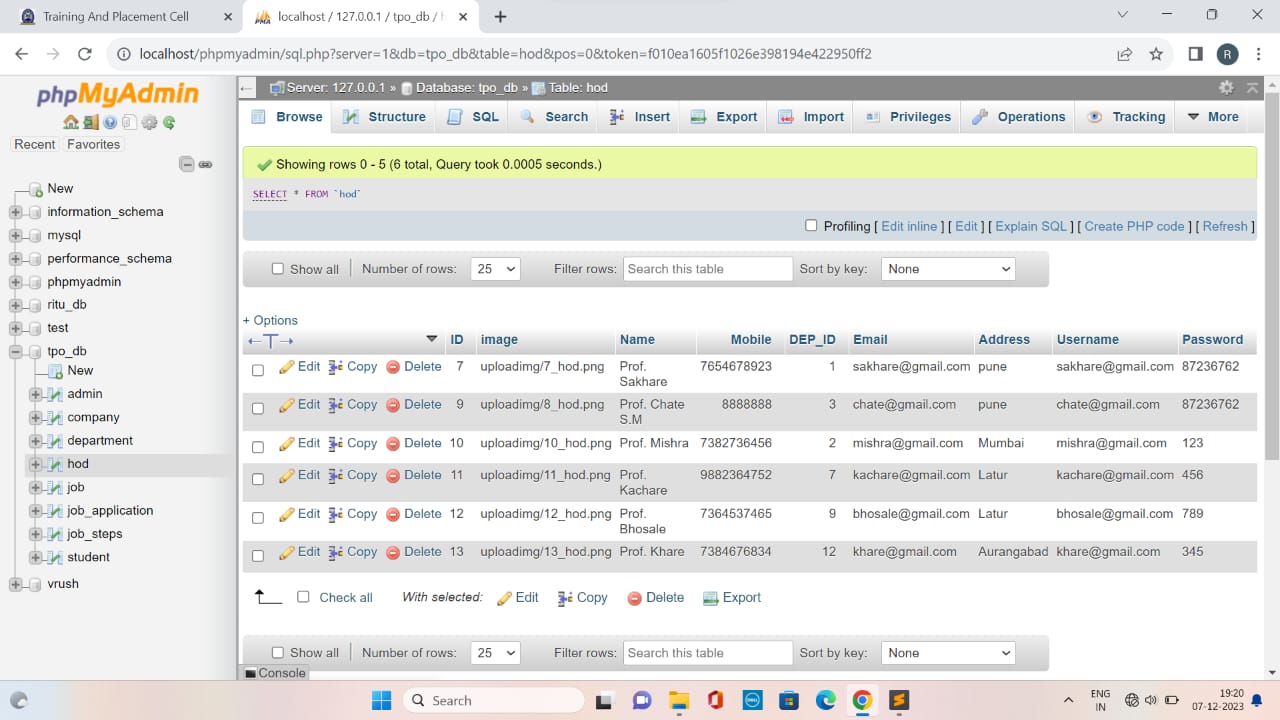 Training And Placement Cell
localhost / 127.0.0.1 / tpo_db / h
localhost/phpmyadmin/sql.php?server=1&db=tpo_db&table=hod&pos=0&token=f010ea1605f1026e398194e422950ff2
R
phpMyAdmin
Recent Favorites
New
information_schema
mysql
performance_schema
phpmyadmin
ritu_db
test
tpo_db
New
admin
company
department
hod
job
job_application
job_steps
student
vrush
Server: 127.0.0.1 » Database: tpo_db » Table: hod
Browse Structure SQL Search Insert Export Import Privileges Operations Tracking More
Showing rows 0 - 5 (6 total, Query took 0.0005 seconds.)
SELECT * FROM `hod`
Profiling [ Edit inline ] [ Edit ] [ Explain SQL ] [ Create PHP code ] [ Refresh ]
Show all Number of rows: 25 Filter rows: Search this table Sort by key: None
+ Options
←T→ ID image Name Mobile DEP_ID Email Address Username Password
Edit Copy Delete 7 uploadimg/7_hod.png Prof. 7654678923 1 sakhare@gmail.com pune sakhare@gmail.com 87236762
Sakhare
Edit Copy Delete 9 uploadimg/8_hod.png Prof. Chate 8888888 3 chate@gmail.com pune chate@gmail.com 87236762
S.M
Edit Copy Delete 10 uploadimg/10_hod.png Prof. Mishra 7382736456 2 mishra@gmail.com Mumbai mishra@gmail.com 123
Edit Copy Delete 11 uploadimg/11_hod.png Prof. 9882364752 7 kachare@gmail.com Latur kachare@gmail.com 456
Kachare
Edit Copy Delete 12 uploadimg/12_hod.png Prof. 7364537465 9 bhosale@gmail.com Latur bhosale@gmail.com 789
Bhosale
Edit Copy Delete 13 uploadimg/13_hod.png Prof. Khare 7384676834 12 khare@gmail.com Aurangabad khare@gmail.com 345
Check all With selected: Edit Copy Delete Export
Show all Number of rows: 25 Filter rows: Search this table Sort by key: None
Console
Search
ENG
IN
19:20
07-12-2023